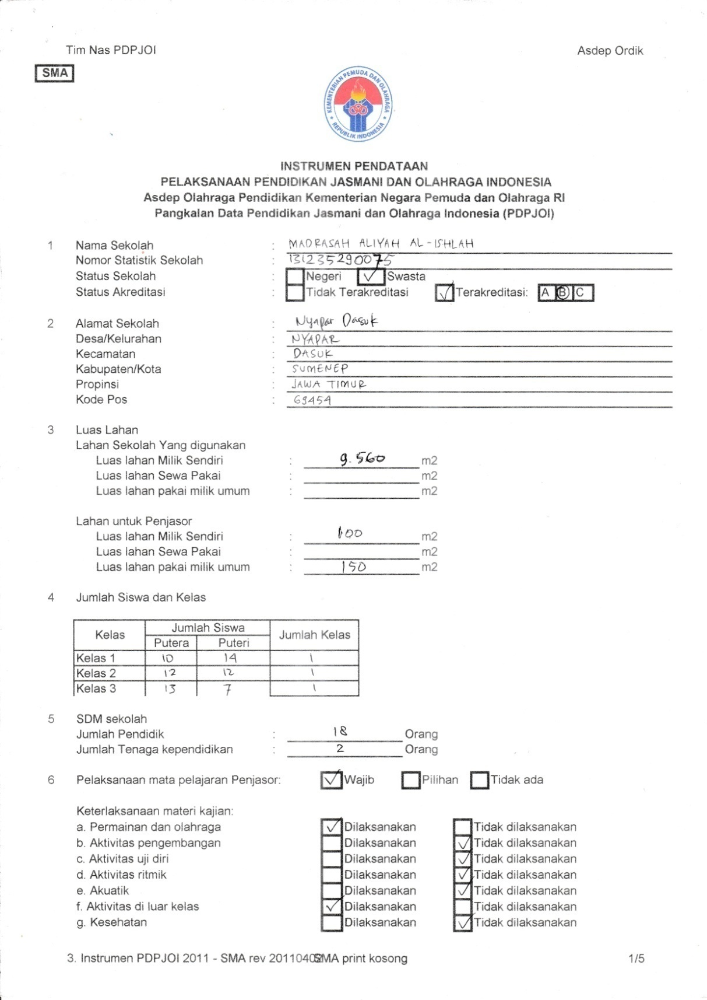 Tim Nas PDPJOI Asdep Ordik
SMA
KEMENTERIAN PEMUDA DAN OLAHRAGA
REPUBLIK INDONESIA
INSTRUMEN PENDATAAN
PELAKSANAAN PENDIDIKAN JASMANI DAN OLAHRAGA INDONESIA
Asdep Olahraga Pendidikan Kementerian Negara Pemuda dan Olahraga RI
Pangkalan Data Pendidikan Jasmani dan Olahraga Indonesia (PDPJOI)
1 Nama Sekolah : MADRASAH ALIYAH AL-ISHLAH
Nomor Statistik Sekolah : 131235290075
Status Sekolah : Negeri ✓ Swasta
Status Akreditasi : Tidak Terakreditasi ✓ Terakreditasi: A B C
2 Alamat Sekolah : Nyapar Dasuk
Desa/Kelurahan : NYAPAR
Kecamatan : DASUK
Kabupaten/Kota : SUMENEP
Propinsi : JAWA TIMUR
Kode Pos : 69454
3 Luas Lahan
Lahan Sekolah Yang digunakan
Luas lahan Milik Sendiri : 9.560 m2
Luas lahan Sewa Pakai : m2
Luas lahan pakai milik umum : m2
Lahan untuk Penjasor
Luas lahan Milik Sendiri : 100 m2
Luas lahan Sewa Pakai : m2
Luas lahan pakai milik umum : 150 m2
4 Jumlah Siswa dan Kelas
Kelas Jumlah Siswa Jumlah Kelas
Putera Puteri
Kelas 1 10 14 1
Kelas 2 12 12 1
Kelas 3 13 7 1
5 SDM sekolah
Jumlah Pendidik : 18 Orang
Jumlah Tenaga kependidikan : 2 Orang
6 Pelaksanaan mata pelajaran Penjasor: ✓ Wajib Pilihan Tidak ada
Keterlaksanaan materi kajian:
a. Permainan dan olahraga ✓ Dilaksanakan Tidak dilaksanakan
b. Aktivitas pengembangan Dilaksanakan ✓ Tidak dilaksanakan
c. Aktivitas uji diri Dilaksanakan ✓ Tidak dilaksanakan
d. Aktivitas ritmik Dilaksanakan ✓ Tidak dilaksanakan
e. Akuatik Dilaksanakan ✓ Tidak dilaksanakan
f. Aktivitas di luar kelas ✓ Dilaksanakan Tidak dilaksanakan
g. Kesehatan Dilaksanakan ✓ Tidak dilaksanakan
3. Instrumen PDPJOI 2011 - SMA rev 20110402SMA print kosong 1/5